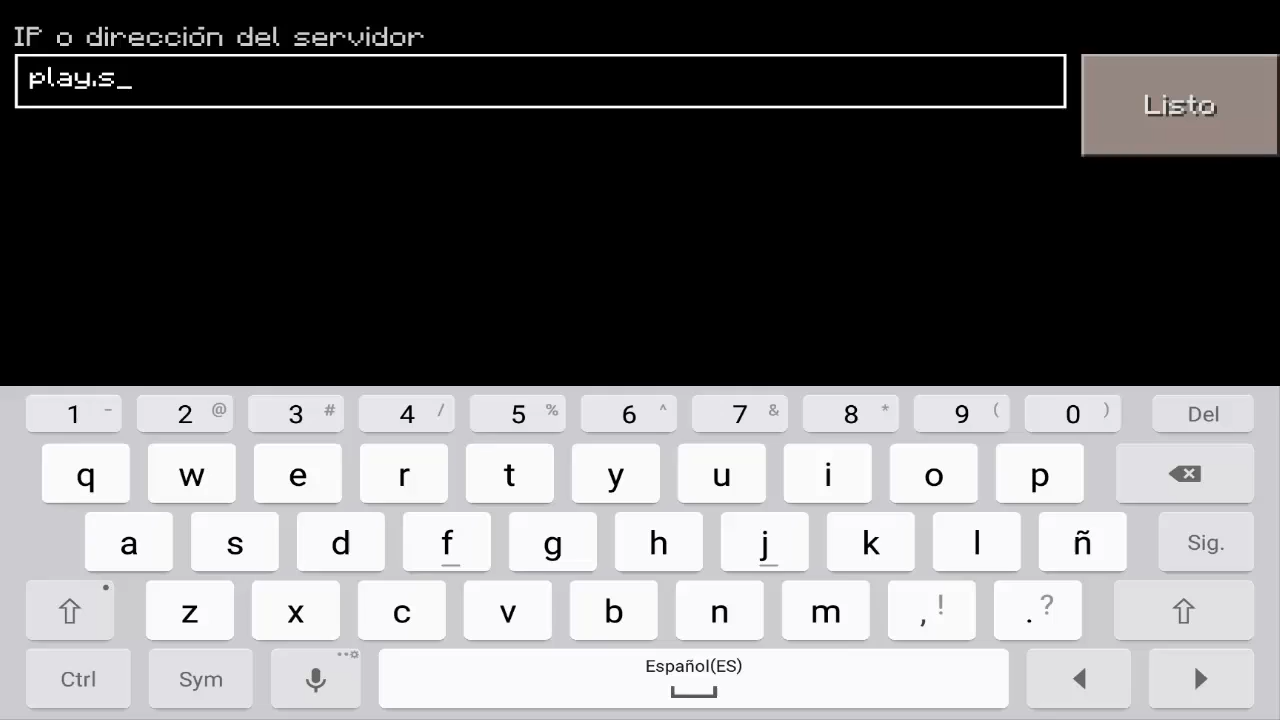 IP o dirección del servidor
play.s_
Listo
1 - 2 @ 3 # 4 / 5 % 6 ^ 7 & 8 * 9 ( 0 ) Del
q w e r t y u i o p
a s d f g h j k l ñ Sig.
z x c v b n m , ! . ?
Ctrl Sym Español(ES)